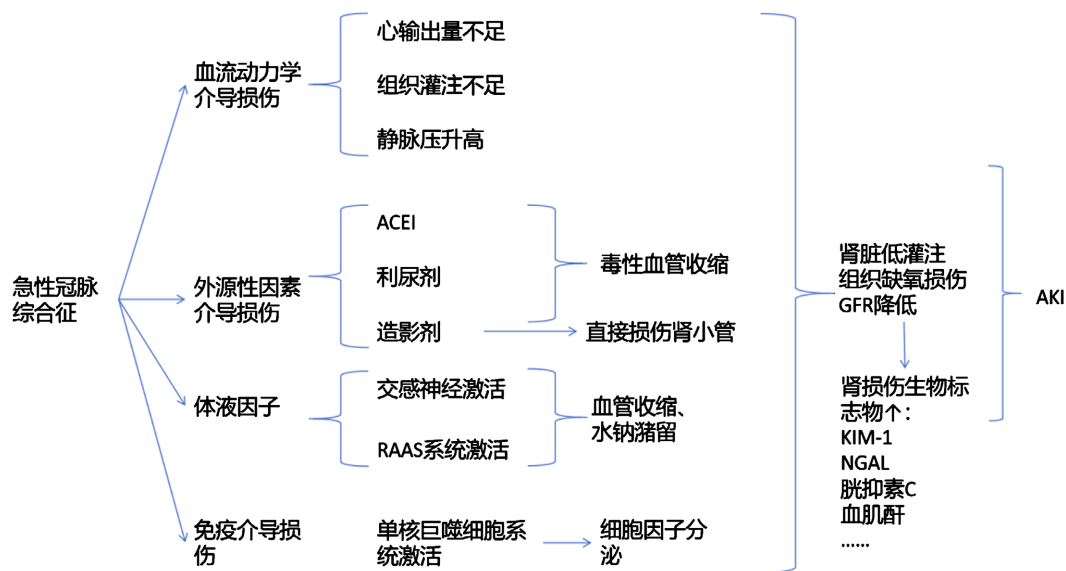 急性冠脉
综合征
血流动力学
介导损伤
心输出量不足
组织灌注不足
静脉压升高
外源性因素
介导损伤
ACEI
利尿剂
造影剂
毒性血管收缩
直接损伤肾小管
体液因子
交感神经激活
RAAS系统激活
血管收缩、
水钠猪留
免疫介导损
伤
单核巨噬细胞系
统激活
细胞因子分
泌
肾脏低灌注
组织缺氧损伤
GFR降低
肾损伤生物标
志物个：
KIM-1
NGAL
胱抑素C
血肌酐
……
AKI